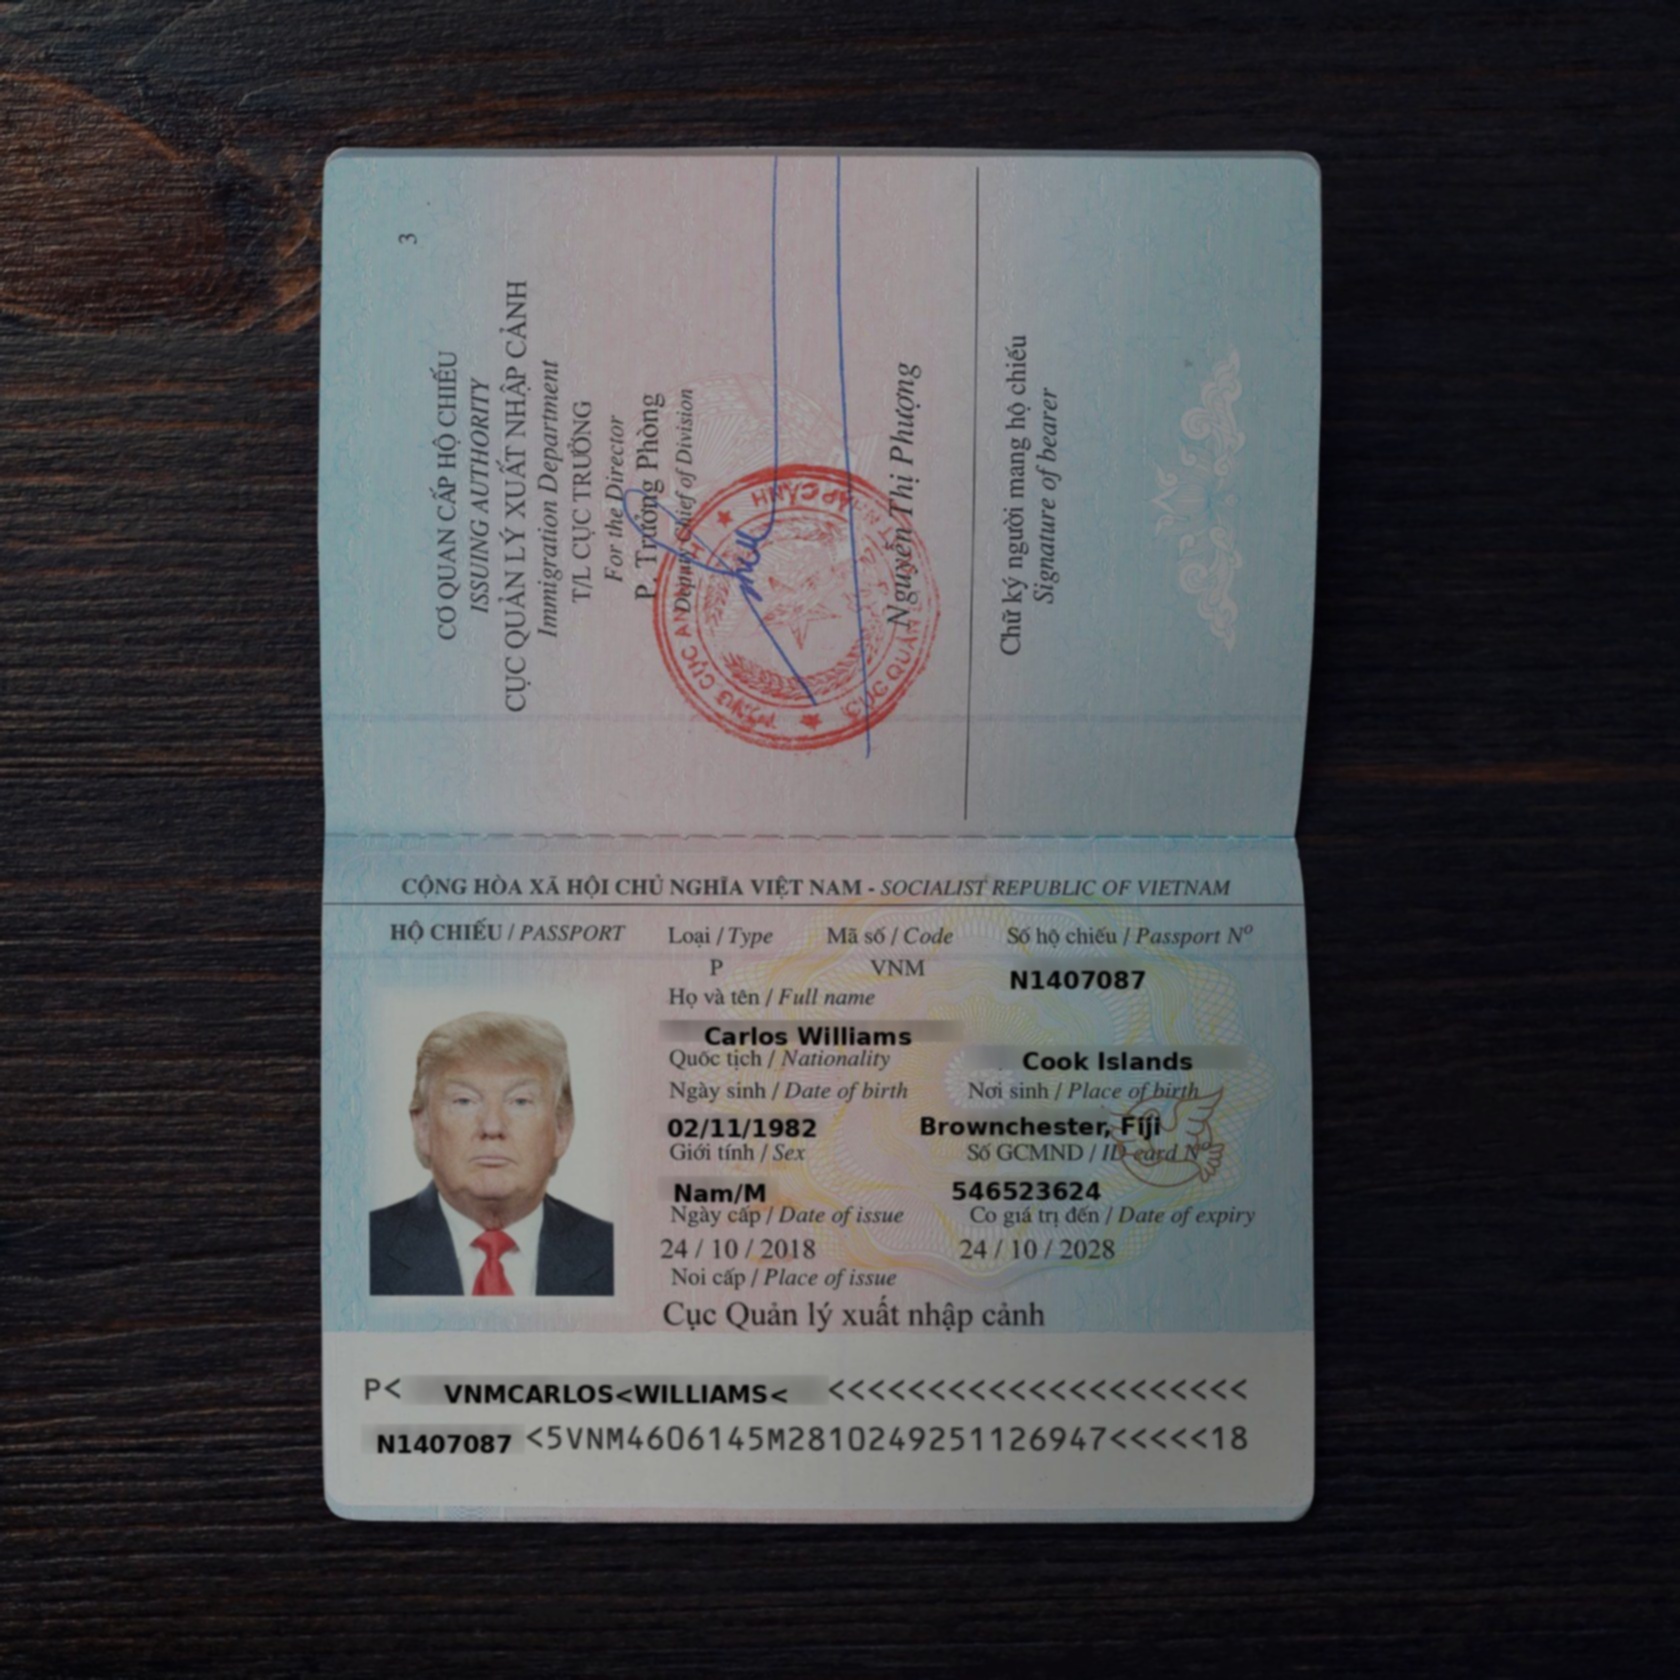 3
CƠ QUAN CẤP HỘ CHIẾU
ISSUING AUTHORITY
CỤC QUẢN LÝ XUẤT NHẬP CẢNH
Immigration Department
T/L CỤC TRƯỞNG
For the Director
P. Trưởng Phòng
Deputy Chief of Division
Nguyễn Thị Phượng
Chữ ký người mang hộ chiếu
Signature of bearer
CỘNG HÒA XÃ HỘI CHỦ NGHĨA VIỆT NAM - SOCIALIST REPUBLIC OF VIETNAM
HỘ CHIẾU / PASSPORT Loại / Type Mã số / Code Số hộ chiếu / Passport Nº
P VNM N1407087
Họ và tên / Full name
Carlos Williams
Quốc tịch / Nationality Cook Islands
Ngày sinh / Date of birth Nơi sinh / Place of birth
02/11/1982 Brownchester, Fiji
Giới tính / Sex Số GCMND / ID card Nº
Nam/M 546523624
Ngày cấp / Date of issue Co giá trị đến / Date of expiry
24 / 10 / 2018 24 / 10 / 2028
Noi cấp / Place of issue
Cục Quản lý xuất nhập cảnh
P< VNMCARLOS<WILLIAMS< <<<<<<<<<<<<<<<<<<<<<<
N1407087 <5VNM4606145M2810249251126947<<<<<18